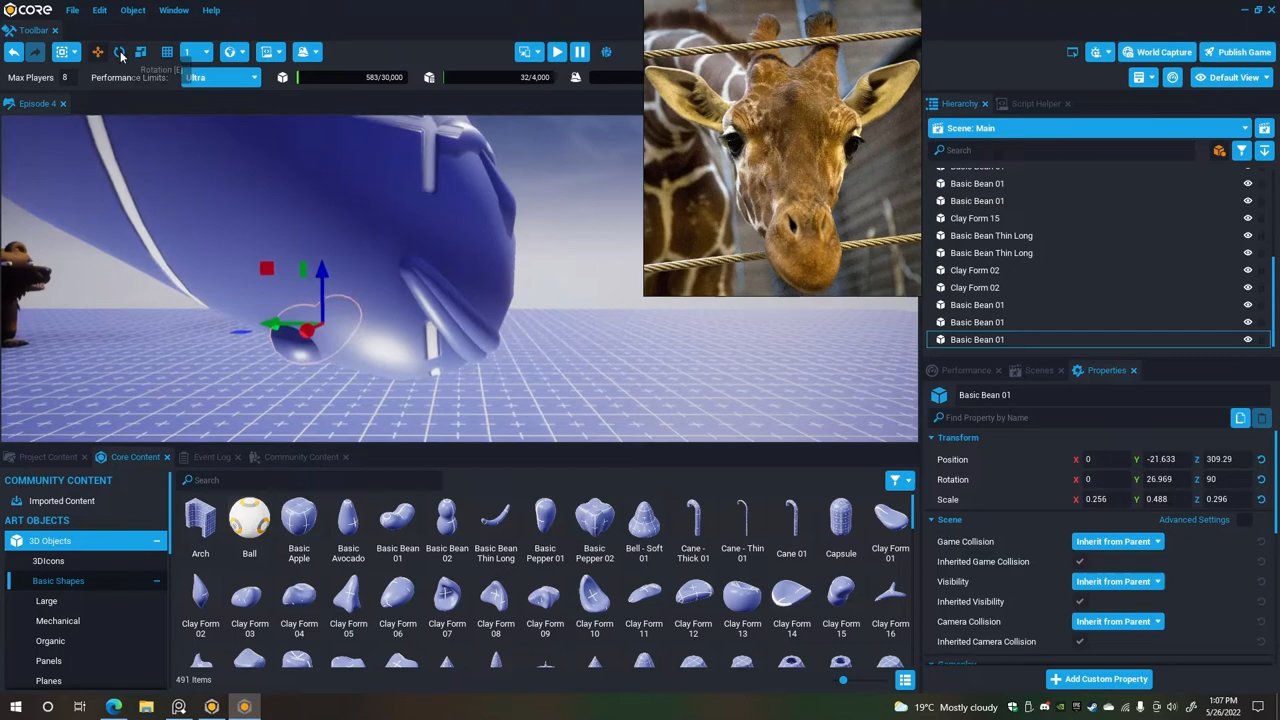 CORE File Edit Object Window Help
Toolbar
1 World Capture Publish Game
Rotation [E]
Max Players 8 Performance Limits: Ultra 583/30,000 32/4,000 Default View
Episode 4 Hierarchy Script Helper
Scene: Main
Search
Basic Bean 01
Basic Bean 01
Basic Bean 01
Clay Form 15
Basic Bean Thin Long
Basic Bean Thin Long
Clay Form 02
Clay Form 02
Basic Bean 01
Basic Bean 01
Basic Bean 01
Performance Scenes Properties
Basic Bean 01
Find Property by Name
Transform
Position X 0 Y -21.633 Z 309.29
Rotation X 0 Y 26.969 Z 90
Scale X 0.256 Y 0.488 Z 0.296
Scene Advanced Settings
Game Collision Inherit from Parent
Inherited Game Collision
Visibility Inherit from Parent
Inherited Visibility
Camera Collision Inherit from Parent
Inherited Camera Collision
Gameplay
Add Custom Property
Project Content Core Content Event Log Community Content
COMMUNITY CONTENT
Imported Content
ART OBJECTS
3D Objects
3DIcons
Basic Shapes
Large
Mechanical
Organic
Panels
Planes
Search
Arch Ball Basic Apple Basic Avocado Basic Bean 01 Basic Bean 02 Basic Bean Thin Long Basic Pepper 01 Basic Pepper 02 Bell - Soft 01 Cane - Thick 01 Cane - Thin 01 Cane 01 Capsule Clay Form 01
Clay Form 02 Clay Form 03 Clay Form 04 Clay Form 05 Clay Form 06 Clay Form 07 Clay Form 08 Clay Form 09 Clay Form 10 Clay Form 11 Clay Form 12 Clay Form 13 Clay Form 14 Clay Form 15 Clay Form 16
491 Items
19°C Mostly cloudy 1:07 PM
5/26/2022